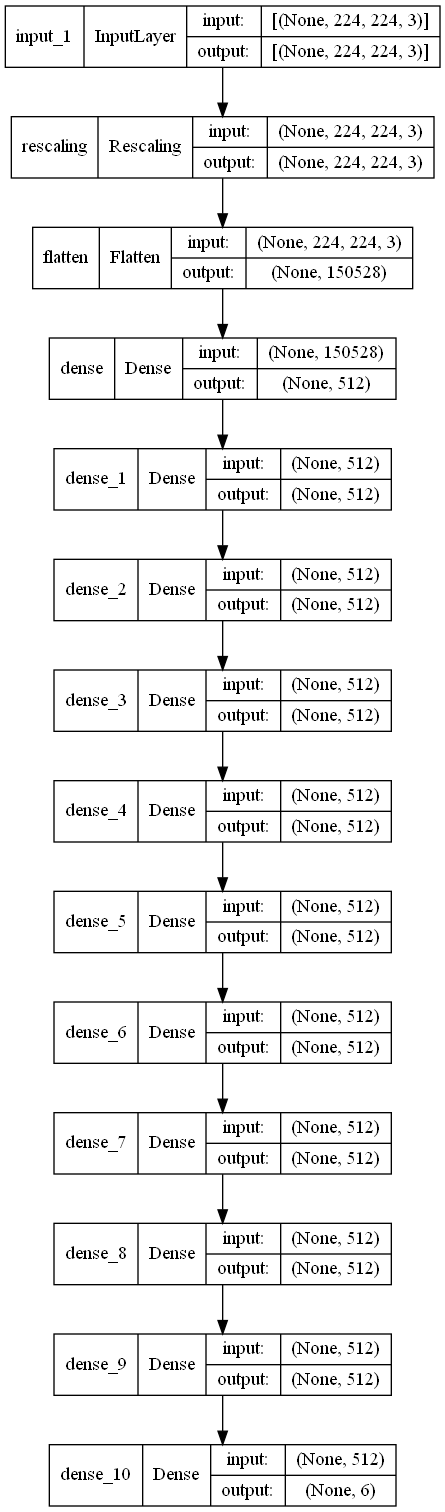 input_1 InputLayer input: [(None, 224, 224, 3)]
output: [(None, 224, 224, 3)]
rescaling Rescaling input: (None, 224, 224, 3)
output: (None, 224, 224, 3)
flatten Flatten input: (None, 224, 224, 3)
output: (None, 150528)
dense Dense input: (None, 150528)
output: (None, 512)
dense_1 Dense input: (None, 512)
output: (None, 512)
dense_2 Dense input: (None, 512)
output: (None, 512)
dense_3 Dense input: (None, 512)
output: (None, 512)
dense_4 Dense input: (None, 512)
output: (None, 512)
dense_5 Dense input: (None, 512)
output: (None, 512)
dense_6 Dense input: (None, 512)
output: (None, 512)
dense_7 Dense input: (None, 512)
output: (None, 512)
dense_8 Dense input: (None, 512)
output: (None, 512)
dense_9 Dense input: (None, 512)
output: (None, 512)
dense_10 Dense input: (None, 512)
output: (None, 6)